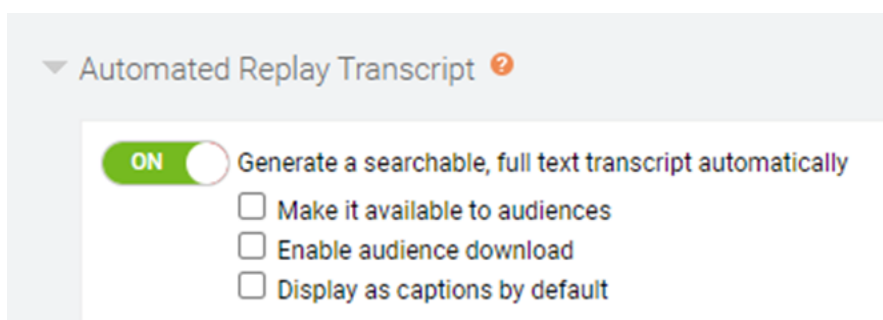 Automated Replay Transcript ?
ON Generate a searchable, full text transcript automatically
Make it available to audiences
Enable audience download
Display as captions by default